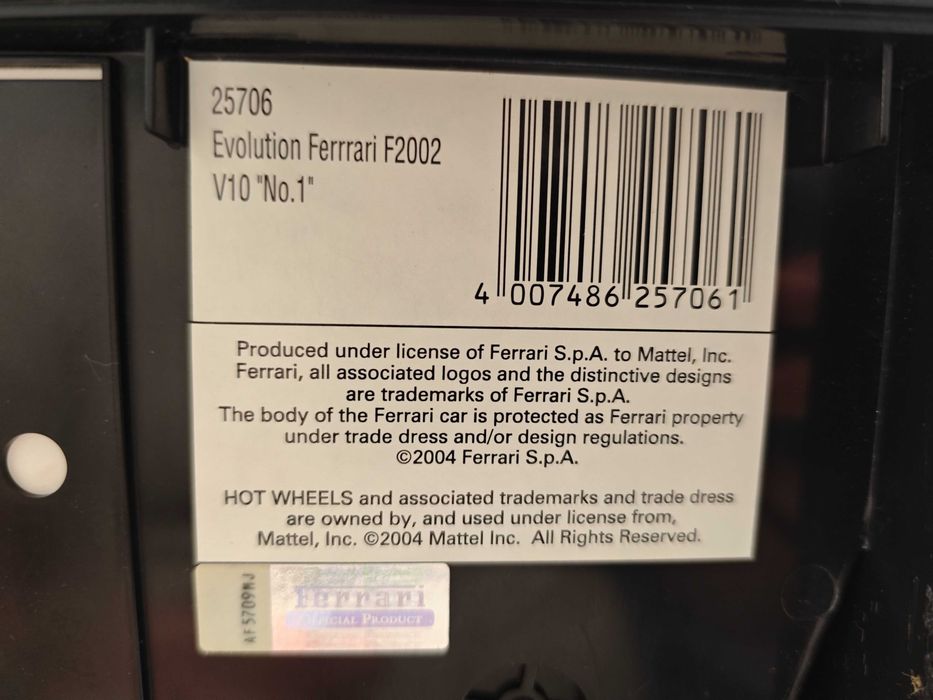 25706
Evolution Ferrrari F2002
V10 "No.1"
4 007486 257061
Produced under license of Ferrari S.p.A. to Mattel, Inc.
Ferrari, all associated logos and the distinctive designs
are trademarks of Ferrari S.p.A.
The body of the Ferrari car is protected as Ferrari property
under trade dress and/or design regulations.
©2004 Ferrari S.p.A.
HOT WHEELS and associated trademarks and trade dress
are owned by, and used under license from,
Mattel, Inc. ©2004 Mattel Inc. All Rights Reserved.
AF5709MJ
Ferrari
OFFICIAL PRODUCT